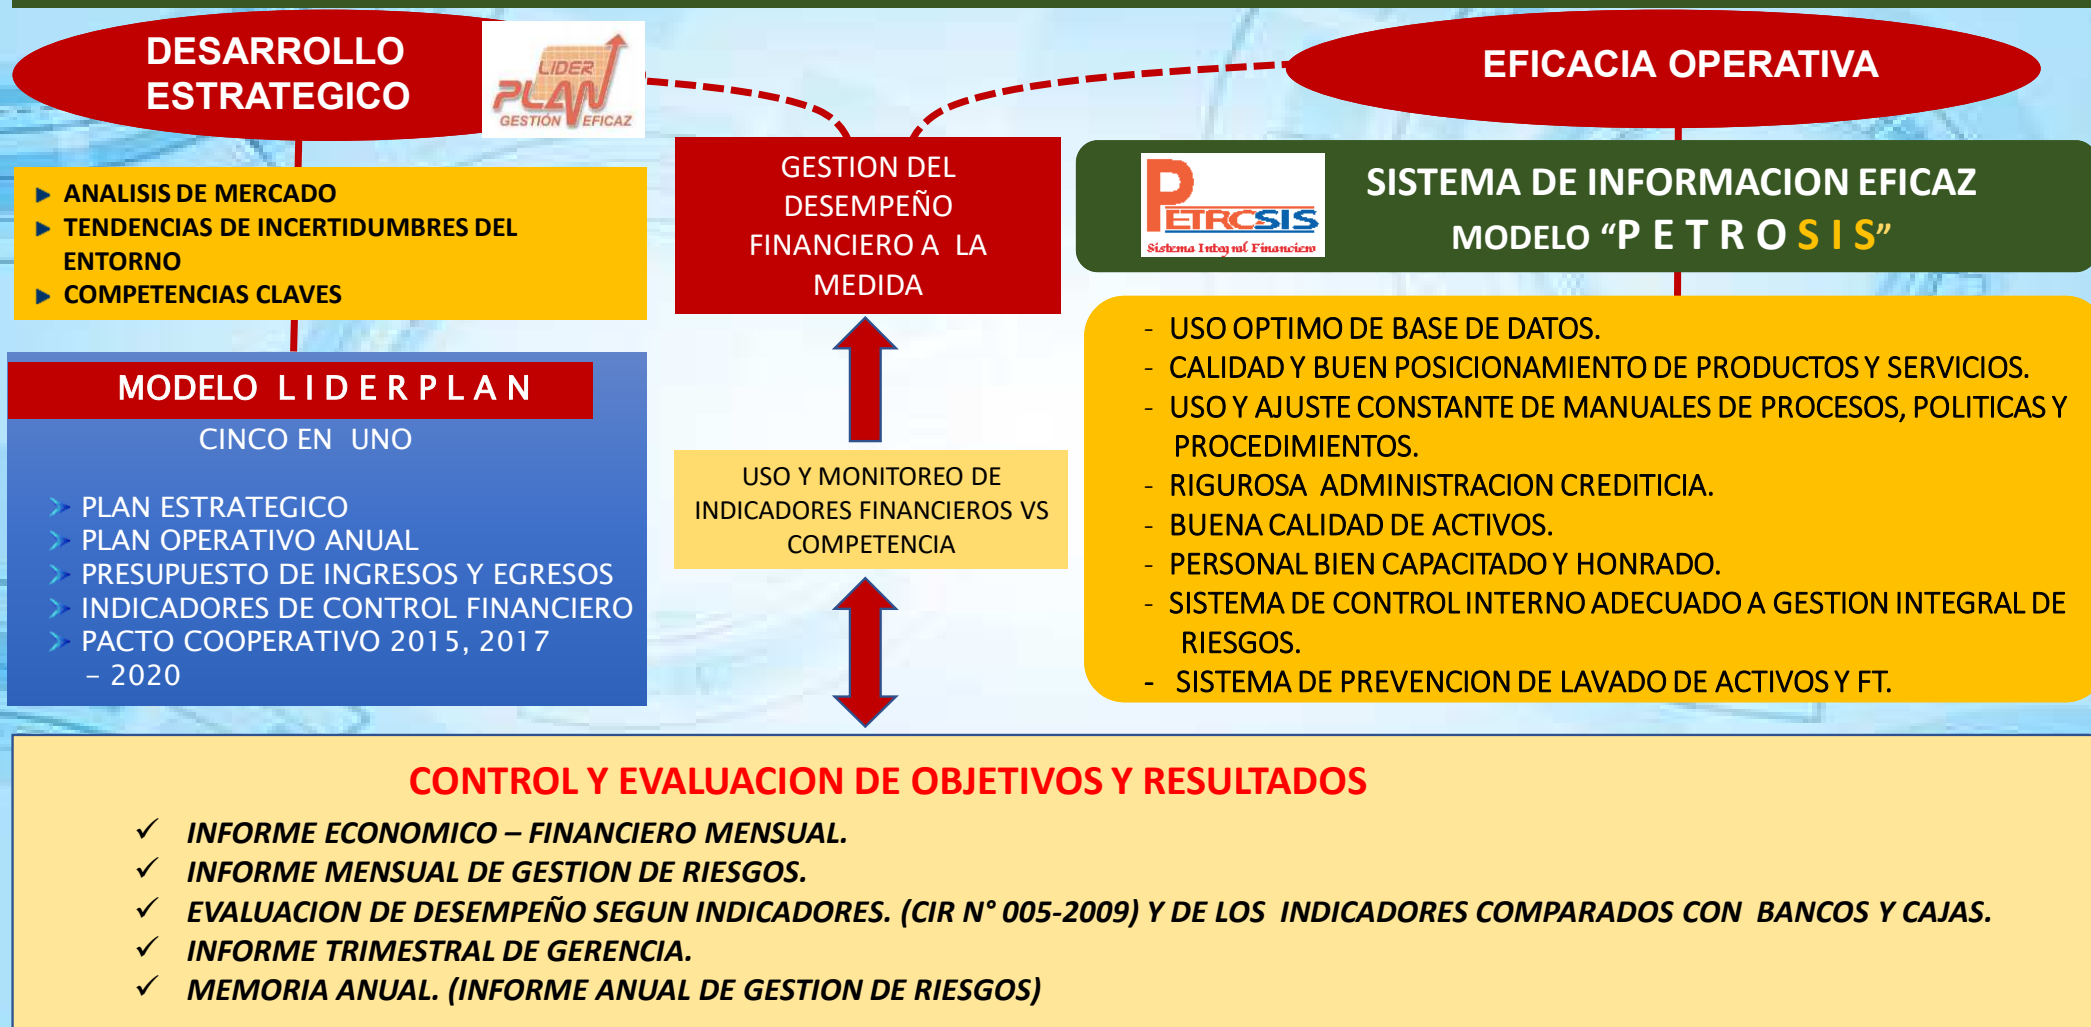 DESARROLLO
ESTRATEGICO
LIDER
PLAN
GESTIÓN EFICAZ
ANALISIS DE MERCADO
TENDENCIAS DE INCERTIDUMBRES DEL
ENTORNO
COMPETENCIAS CLAVES
MODELO L I D E R P L A N
CINCO EN UNO
PLAN ESTRATEGICO
PLAN OPERATIVO ANUAL
PRESUPUESTO DE INGRESOS Y EGRESOS
INDICADORES DE CONTROL FINANCIERO
PACTO COOPERATIVO 2015, 2017
– 2020
GESTION DEL
DESEMPEÑO
FINANCIERO A LA
MEDIDA
USO Y MONITOREO DE
INDICADORES FINANCIEROS VS
COMPETENCIA
EFICACIA OPERATIVA
PETROSIS
Sistema Integral Financiero
SISTEMA DE INFORMACION EFICAZ
MODELO “P E T R O S I S”
- USO OPTIMO DE BASE DE DATOS.
- CALIDAD Y BUEN POSICIONAMIENTO DE PRODUCTOS Y SERVICIOS.
- USO Y AJUSTE CONSTANTE DE MANUALES DE PROCESOS, POLITICAS Y
PROCEDIMIENTOS.
- RIGUROSA ADMINISTRACION CREDITICIA.
- BUENA CALIDAD DE ACTIVOS.
- PERSONAL BIEN CAPACITADO Y HONRADO.
- SISTEMA DE CONTROL INTERNO ADECUADO A GESTION INTEGRAL DE
RIESGOS.
- SISTEMA DE PREVENCION DE LAVADO DE ACTIVOS Y FT.
CONTROL Y EVALUACION DE OBJETIVOS Y RESULTADOS
✓ INFORME ECONOMICO – FINANCIERO MENSUAL.
✓ INFORME MENSUAL DE GESTION DE RIESGOS.
✓ EVALUACION DE DESEMPEÑO SEGUN INDICADORES. (CIR N° 005-2009) Y DE LOS INDICADORES COMPARADOS CON BANCOS Y CAJAS.
✓ INFORME TRIMESTRAL DE GERENCIA.
✓ MEMORIA ANUAL. (INFORME ANUAL DE GESTION DE RIESGOS)